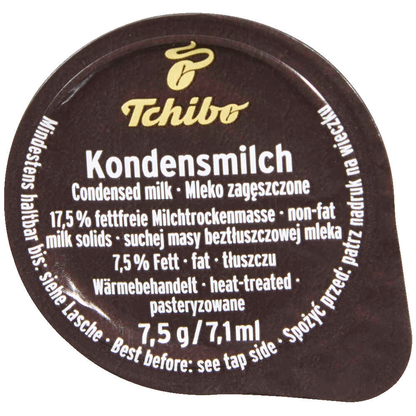 Tchibo
Kondensmilch
Condensed milk · Mleko zagęszczone
17,5 % fettfreie Milchtrockenmasse · non-fat
milk solids · suchej masy beztłuszczowej mleka
7,5 % Fett · fat · tłuszczu
Wärmebehandelt · heat-treated ·
pasteryzowane
7,5 g/7,1 ml
Mindestens haltbar bis: siehe Lasche · Best before: see tap side · Spożyć przed: patrz nadruk na wieczku